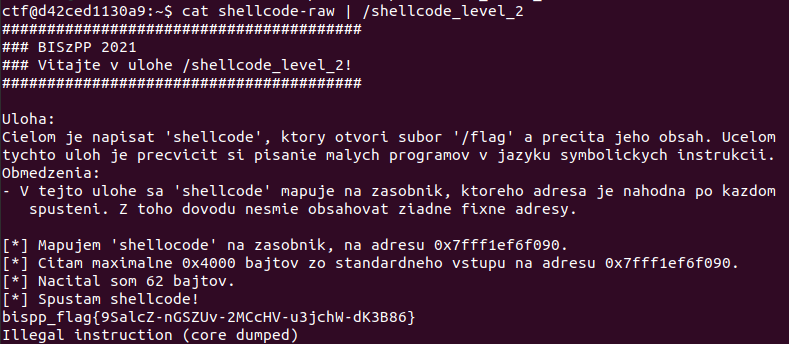 ctf@d42ced1130a9:~$ cat shellcode-raw | /shellcode_level_2
########################################
### BISzPP 2021
### Vitajte v ulohe /shellcode_level_2!
########################################
Uloha:
Cielom je napisat 'shellcode', ktory otvori subor '/flag' a precita jeho obsah. Ucelom
tychto uloh je precvicit si pisanie malych programov v jazyku symbolickych instrukcii.
Obmedzenia:
- V tejto ulohe sa 'shellcode' mapuje na zasobnik, ktoreho adresa je nahodna po kazdom
spusteni. Z toho dovodu nesmie obsahovat ziadne fixne adresy.
[*] Mapujem 'shellocode' na zasobnik, na adresu 0x7fff1ef6f090.
[*] Citam maximalne 0x4000 bajtov zo standardneho vstupu na adresu 0x7fff1ef6f090.
[*] Nacital som 62 bajtov.
[*] Spustam shellcode!
bispp_flag{9SalcZ-nGSZUv-2MCcHV-u3jchW-dK3B86}
Illegal instruction (core dumped)